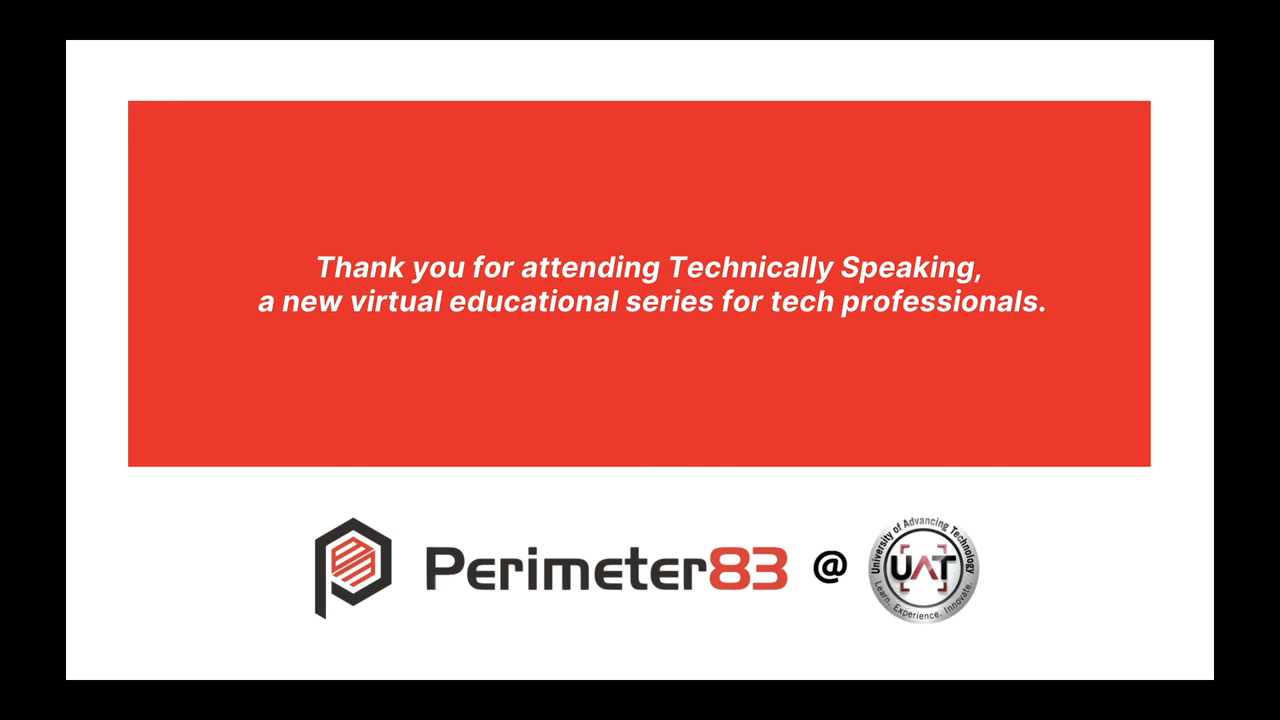 Thank you for attending Technically Speaking,
a new virtual educational series for tech professionals.
Perimeter83 @
University of Advancing Technology
UAT
Learn. Experience. Innovate.